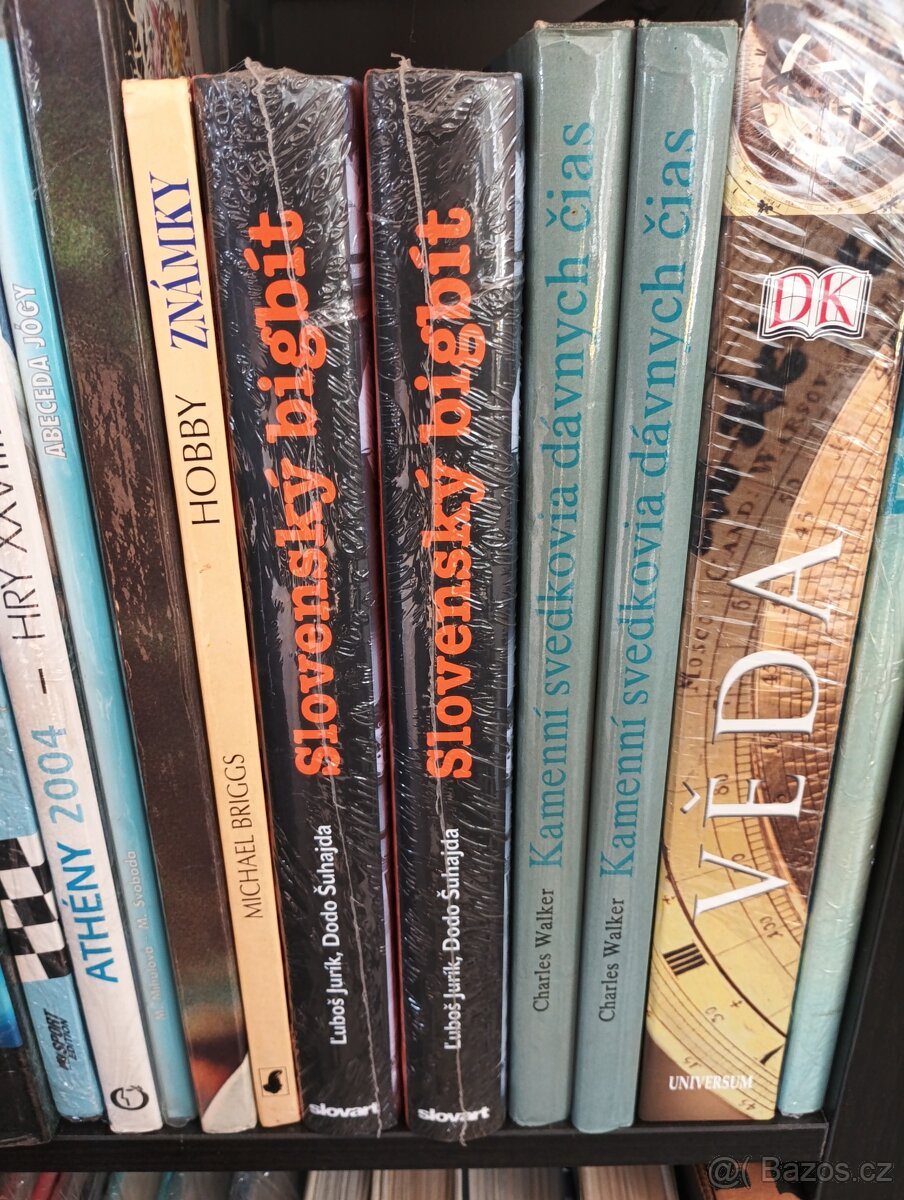 ATHÉNY 2004 – HRY XXVIII
ABECEDA JÓGY
M. Svoboda
MICHAEL BRIGGS
HOBBY
ZNÁMKY
Ľuboš Jurík, Dodo Šuhajda
Slovenský bigbít
slovart
Ľuboš Jurík, Dodo Šuhajda
Slovenský bigbít
slovart
Charles Walker
Kamenní svedkovia dávnych čias
Charles Walker
Kamenní svedkovia dávnych čias
DK
VĚDA
UNIVERSUM
Bazos.cz